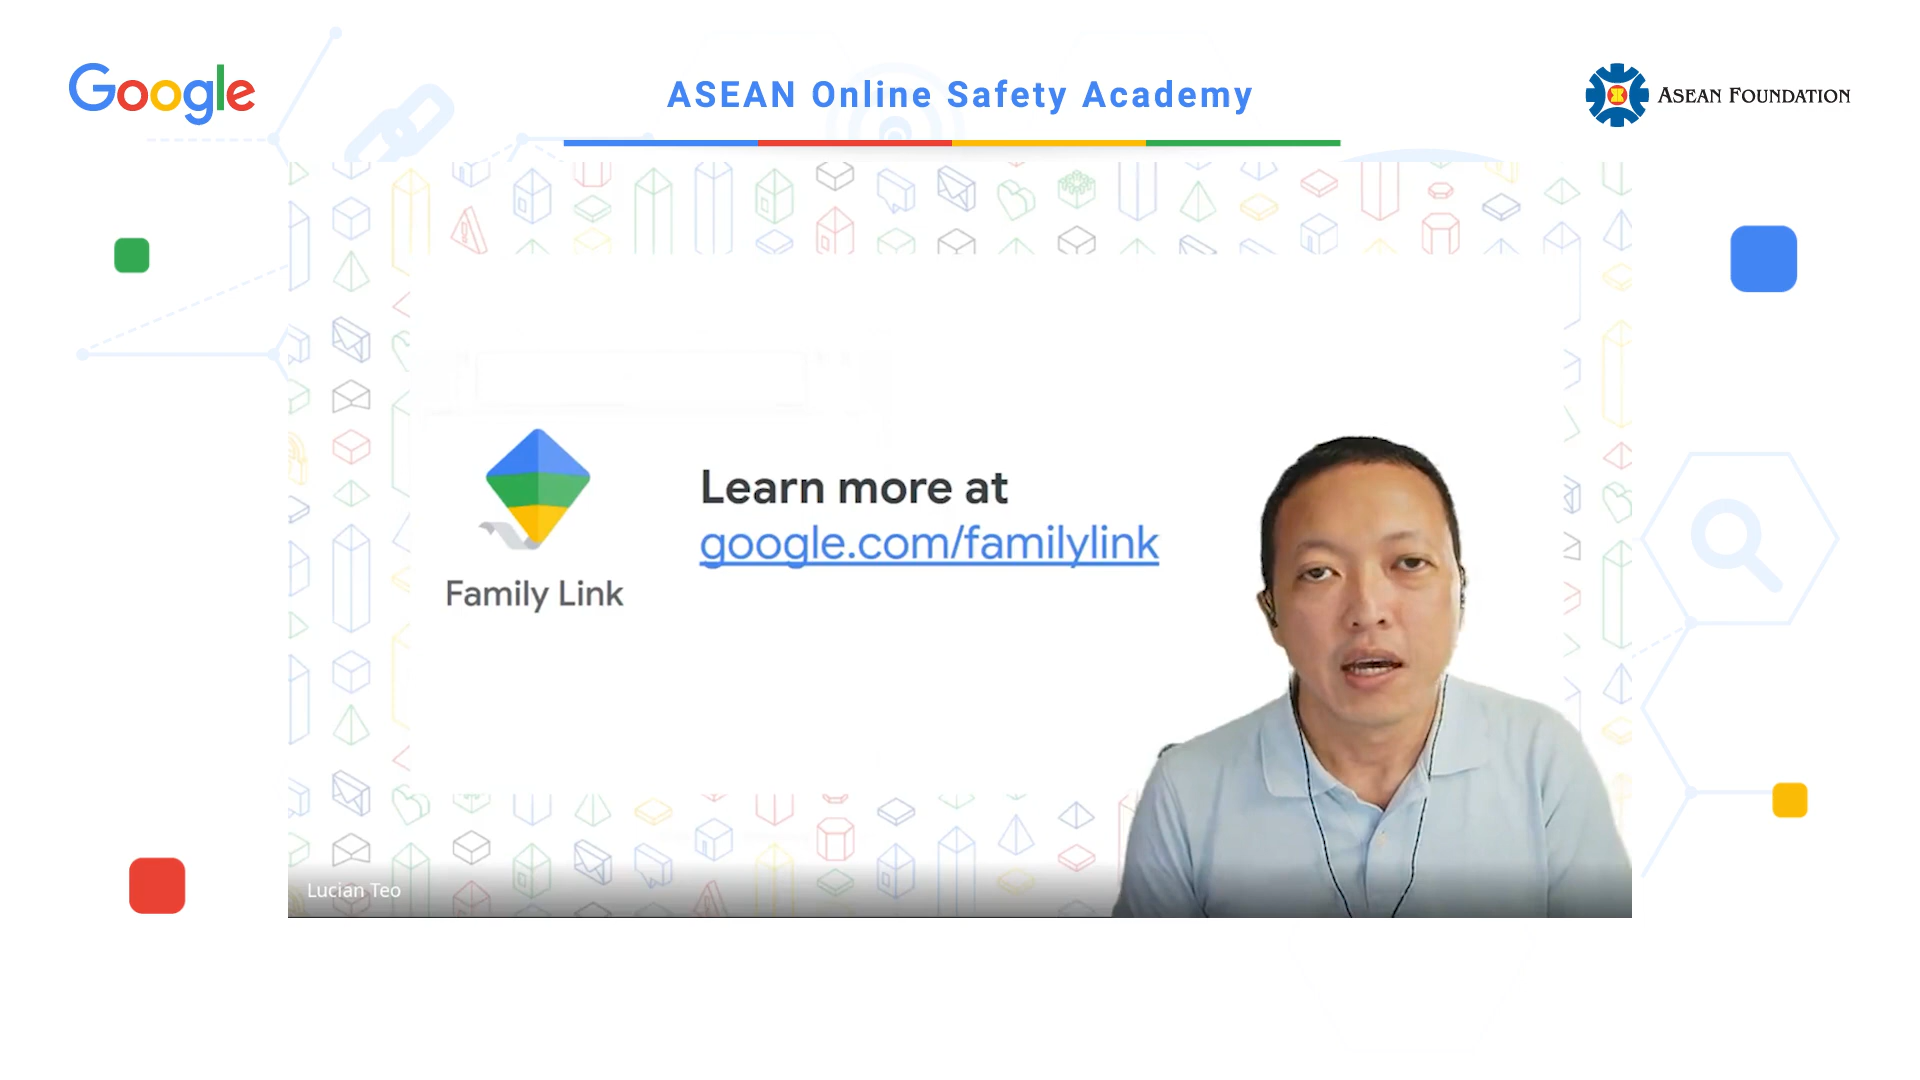 Google
ASEAN Online Safety Academy
ASEAN FOUNDATION
Learn more at
google.com/familylink
Family Link
Lucian Teo